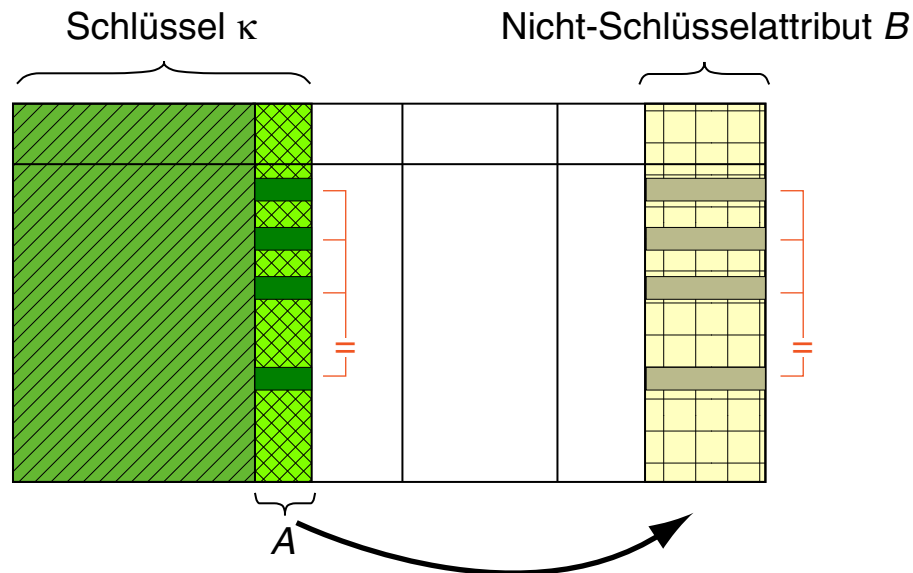 Schlüssel κ
Nicht-Schlüsselattribut B
=
=
A